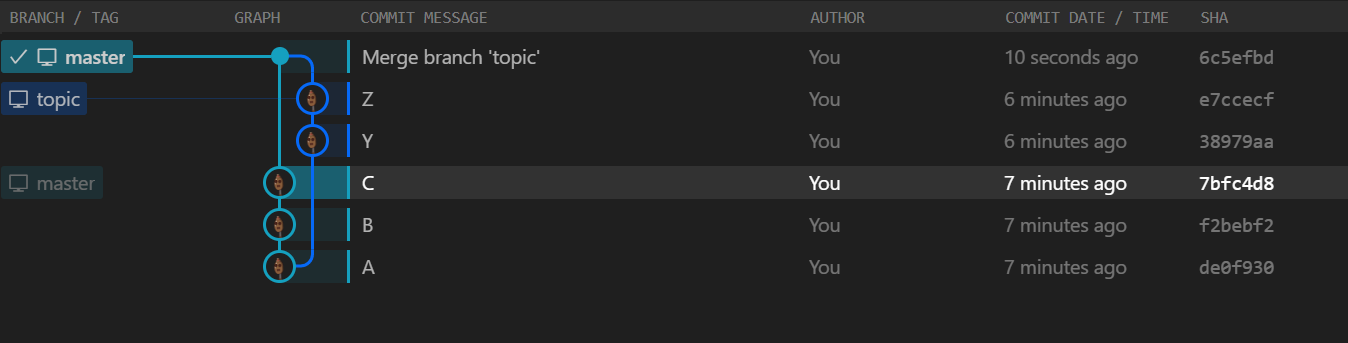 BRANCH / TAG GRAPH COMMIT MESSAGE AUTHOR COMMIT DATE / TIME SHA
master Merge branch 'topic' You 10 seconds ago 6c5efbd
topic Z You 6 minutes ago e7ccecf
Y You 6 minutes ago 38979aa
master C You 7 minutes ago 7bfc4d8
B You 7 minutes ago f2bebf2
A You 7 minutes ago de0f930